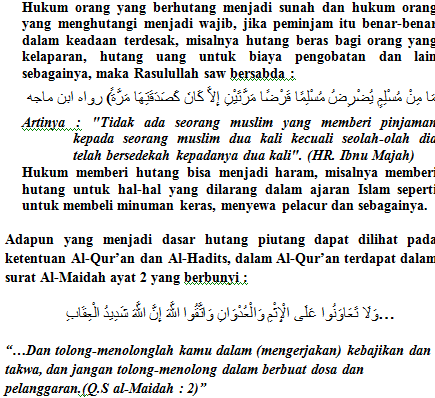 Hukum orang yang berhutang menjadi sunah dan hukum orang
yang menghutangi menjadi wajib, jika peminjam itu benar-benar
dalam keadaan terdesak, misalnya hutang beras bagi orang yang
kelaparan, hutang uang untuk biaya pengobatan dan lain
sebagainya, maka Rasulullah saw bersabda :
مَا مِنْ مُسْلِمٍ يُضْرِضُ مُسْلِمًا قَرْضًا مَرَّتَيْنِ إِلاَّ كَانَ كَصَدَقَتِهَا مَرَّةً) رواه ابن ماجه
Artinya : "Tidak ada seorang muslim yang memberi pinjaman
kepada seorang muslim dua kali kecuali seolah-olah dia
telah bersedekah kepadanya dua kali". (HR. Ibnu Majah)
Hukum memberi hutang bisa menjadi haram, misalnya memberi
hutang untuk hal-hal yang dilarang dalam ajaran Islam seperti
untuk membeli minuman keras, menyewa pelacur dan sebagainya.
Adapun yang menjadi dasar hutang piutang dapat dilihat pada
ketentuan Al-Qur’an dan Al-Hadits, dalam Al-Qur’an terdapat dalam
surat Al-Maidah ayat 2 yang berbunyi :
…وَلَا تَعَاوَنُوا عَلَى الْإِثْمِ وَالْعُدْوَانِ وَاتَّقُوا اللَّهَ إِنَّ اللَّهَ شَدِيدُ الْعِقَابِ
“…Dan tolong-menolonglah kamu dalam (mengerjakan) kebajikan dan
takwa, dan jangan tolong-menolong dalam berbuat dosa dan
pelanggaran.(Q.S al-Maidah : 2)”